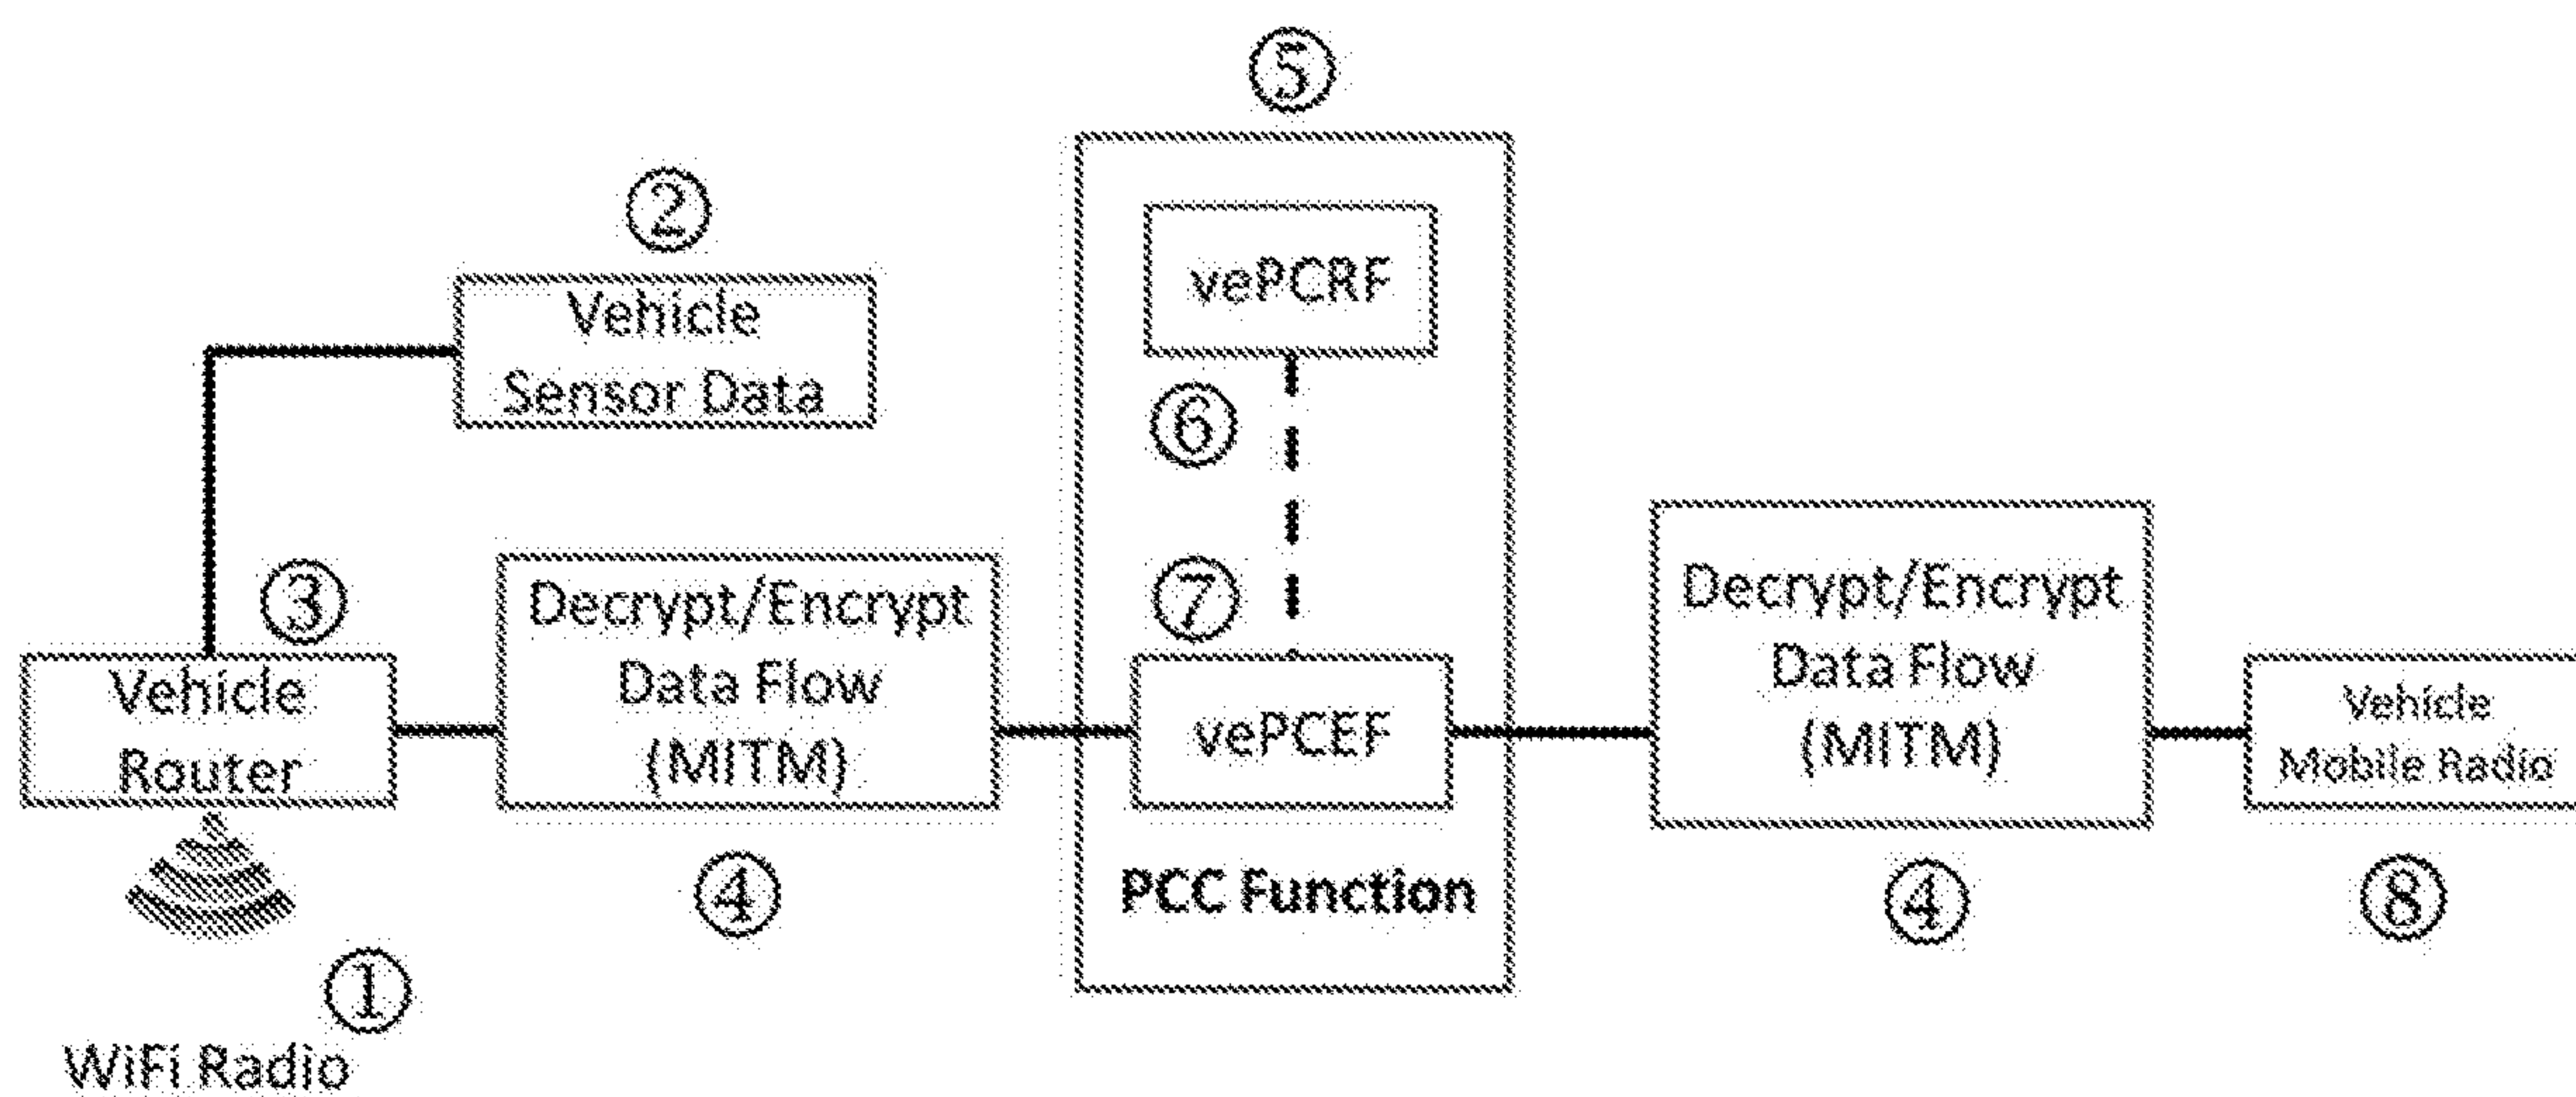 ⑤
②
vePCRF
Vehicle
Sensor Data
⑥
③
⑦
Decrypt/Encrypt
Data Flow
(MITM)
Decrypt/Encrypt
Data Flow
(MITM)
Vehicle
Router
vePCEF
Vehicle
Mobile Radio
④
PCC Function
④
⑧
①
WiFi Radio